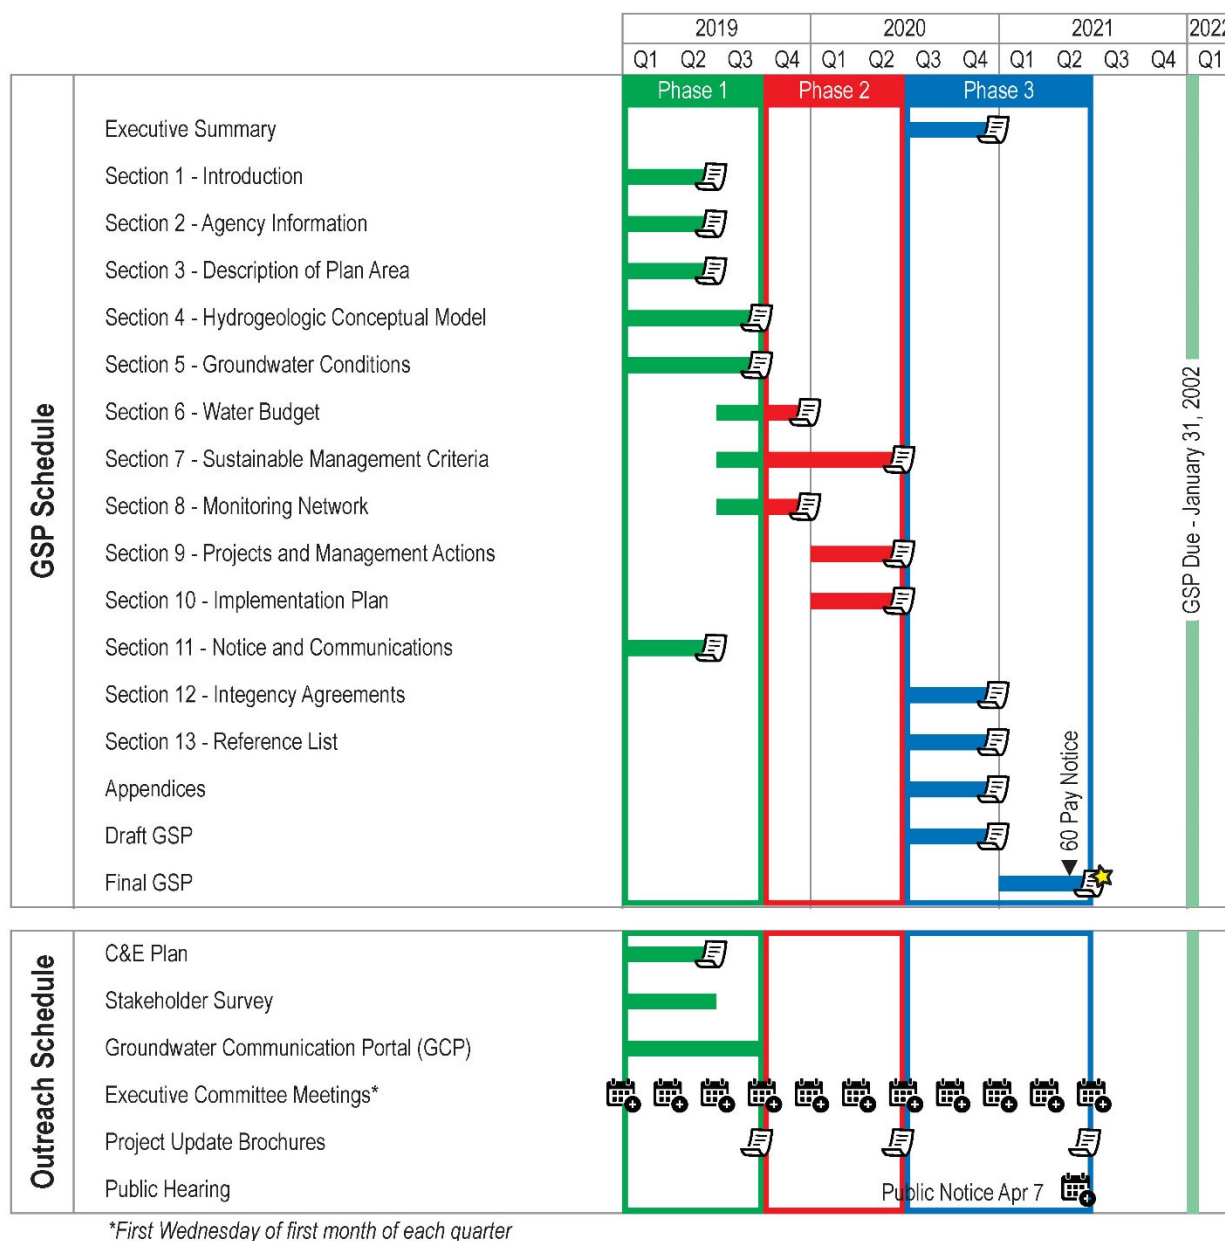 2019 2020 2021 2022
Q1 Q2 Q3 Q4 Q1 Q2 Q3 Q4 Q1 Q2 Q3 Q4 Q1
Phase 1 Phase 2 Phase 3
GSP Schedule
Executive Summary
Section 1 - Introduction
Section 2 - Agency Information
Section 3 - Description of Plan Area
Section 4 - Hydrogeologic Conceptual Model
Section 5 - Groundwater Conditions
Section 6 - Water Budget
Section 7 - Sustainable Management Criteria
Section 8 - Monitoring Network
Section 9 - Projects and Management Actions
Section 10 - Implementation Plan
Section 11 - Notice and Communications
Section 12 - Integency Agreements
Section 13 - Reference List
Appendices
Draft GSP
Final GSP
60 Pay Notice
GSP Due - January 31, 2002
Outreach Schedule
C&E Plan
Stakeholder Survey
Groundwater Communication Portal (GCP)
Executive Committee Meetings*
Project Update Brochures
Public Hearing
Public Notice Apr 7
*First Wednesday of first month of each quarter